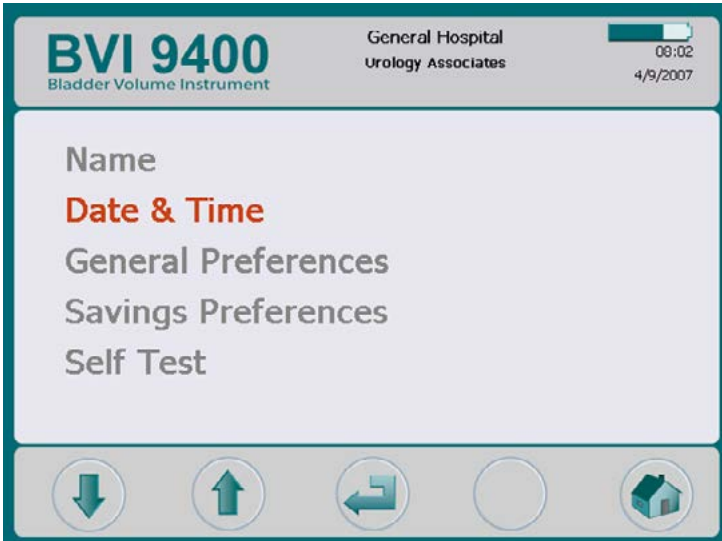 BVI 9400
Bladder Volume Instrument
General Hospital
Urology Associates
08:02
4/9/2007
Name
Date & Time
General Preferences
Savings Preferences
Self Test